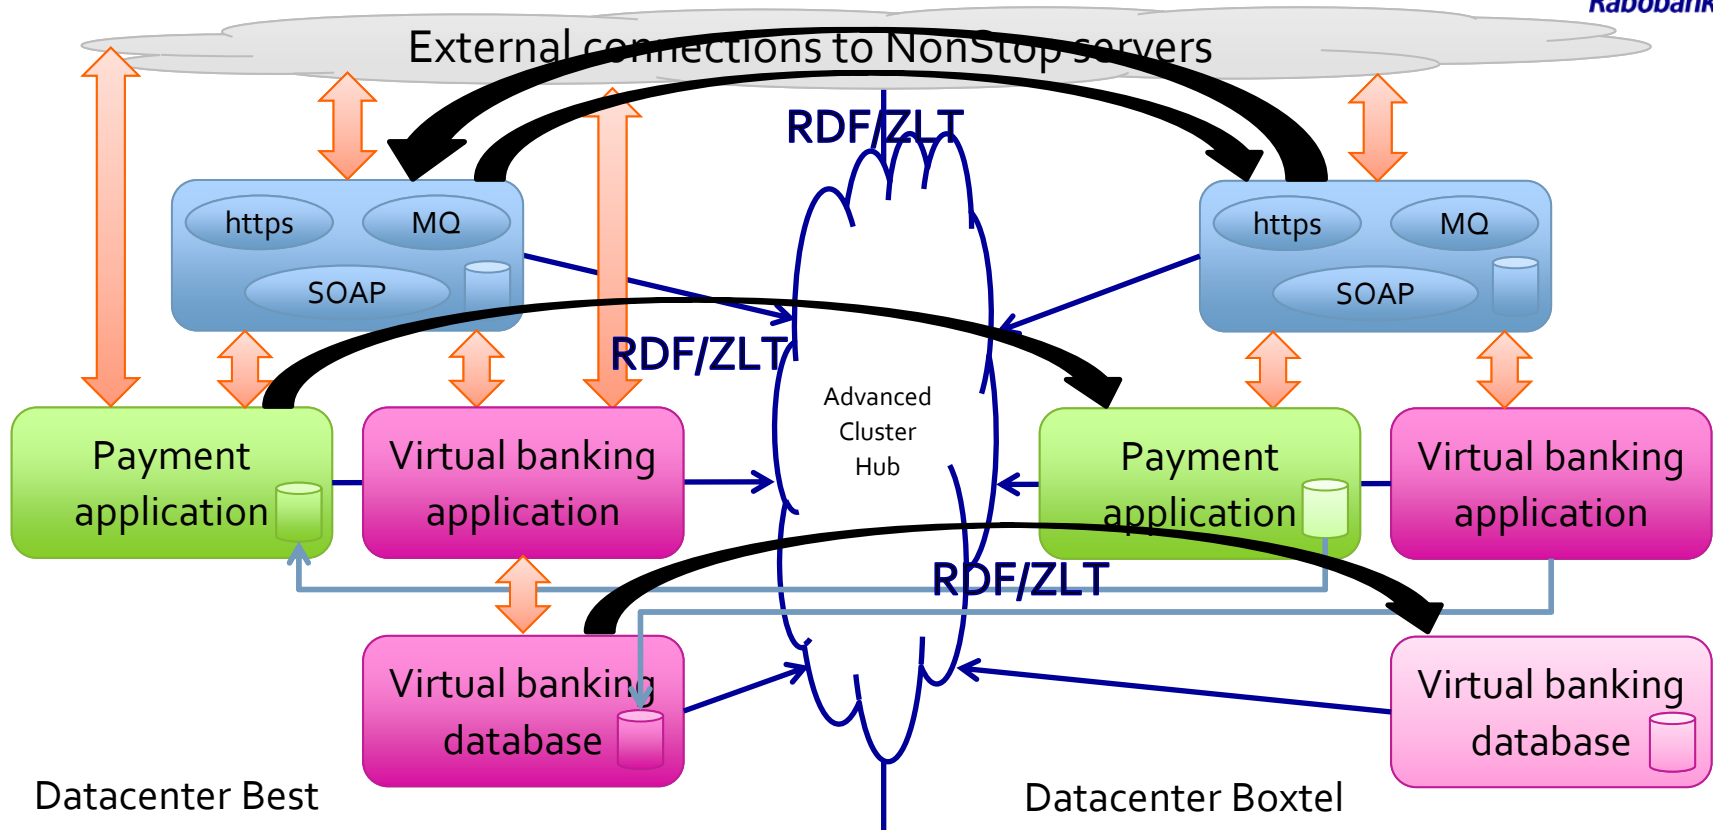 Rabobank
External connections to NonStop servers
RDF/ZLT
https
MQ
SOAP
https
MQ
SOAP
RDF/ZLT
Advanced
Cluster
Hub
Payment
application
Virtual banking
application
Payment
application
Virtual banking
application
RDF/ZLT
Virtual banking
database
Virtual banking
database
Datacenter Best
Datacenter Boxtel